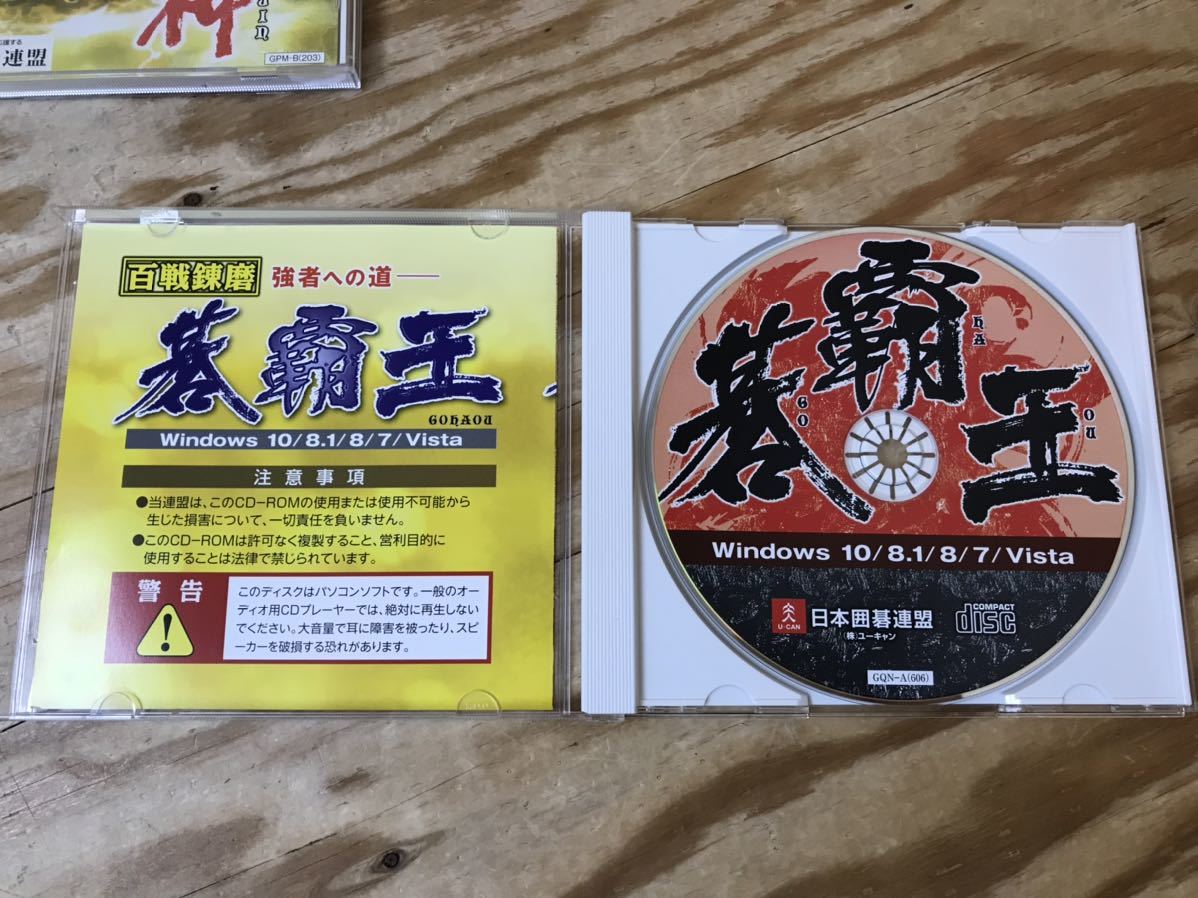 神
JIN
連盟
GPM-B(203)
百戦錬磨 強者への道
碁覇王
GOHAOU
Windows 10/8.1/8/7/Vista
注意事項
●当連盟は、このCD-ROMの使用または使用不可能から
生じた損害について、一切責任を負いません。
●このCD-ROMは許可なく複製すること、営利目的に
使用することは法律で禁じられています。
警告
このディスクはパソコンソフトです。一般のオー
ディオ用CDプレーヤーでは、絶対に再生しない
でください。大音量で耳に障害を被ったり、スピ
ーカーを破損する恐れがあります。
碁覇王
GO
HA
OU
Windows 10/8.1/8/7/Vista
U-CAN
日本囲碁連盟
(株)ユーキャン
COMPACT
disc
GQN-A(606)